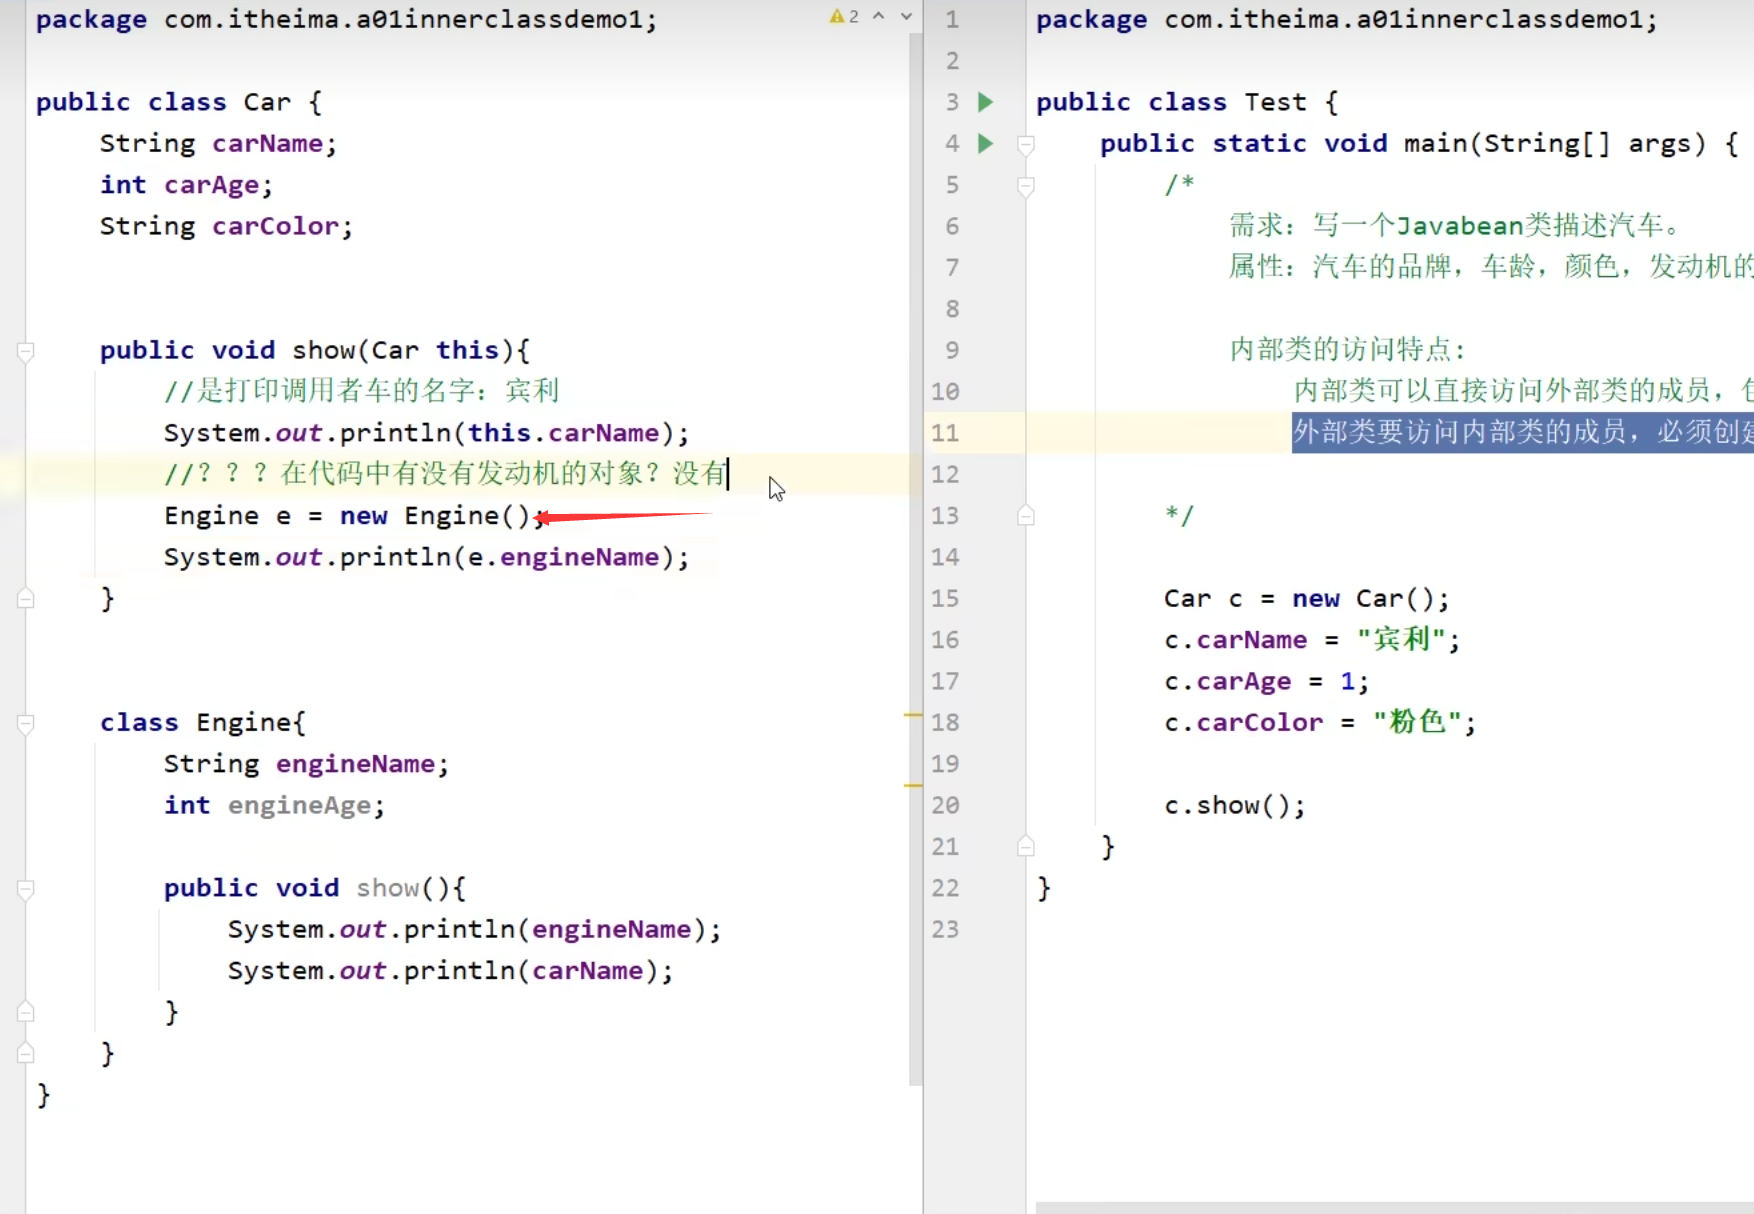 package com.itheima.a01innerclassdemo1;
2
public class Car {
String carName;
int carAge;
String carColor;
public void show(Car this){
//是打印调用者车的名字：宾利
System.out.println(this.carName);
//？？？在代码中有没有发动机的对象？没有
Engine e = new Engine();
System.out.println(e.engineName);
}
class Engine{
String engineName;
int engineAge;
public void show(){
System.out.println(engineName);
System.out.println(carName);
}
}
}
1 package com.itheima.a01innerclassdemo1;
2
3 public class Test {
4 public static void main(String[] args) {
5 /*
6 需求：写一个Javabean类描述汽车。
7 属性：汽车的品牌，车龄，颜色，发动机的
8
9 内部类的访问特点：
10 内部类可以直接访问外部类的成员，
11 外部类要访问内部类的成员，必须创建
12
13 */
14
15 Car c = new Car();
16 c.carName = "宾利";
17 c.carAge = 1;
18 c.carColor = "粉色";
19
20 c.show();
21 }
22 }
23